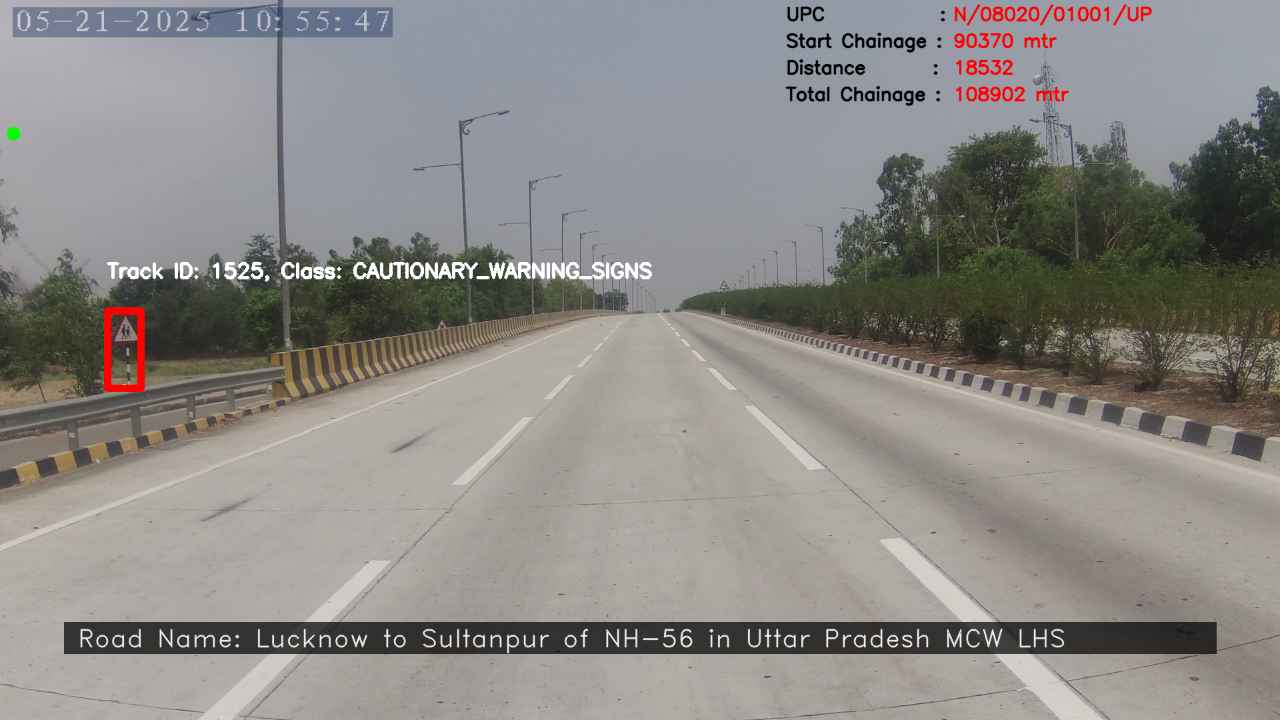 05-21-2025 10:55:47
UPC : N/08020/01001/UP
Start Chainage : 90370 mtr
Distance : 18532
Total Chainage : 108902 mtr
Track ID: 1525, Class: CAUTIONARY_WARNING_SIGNS
Road Name: Lucknow to Sultanpur of NH-56 in Uttar Pradesh MCW LHS